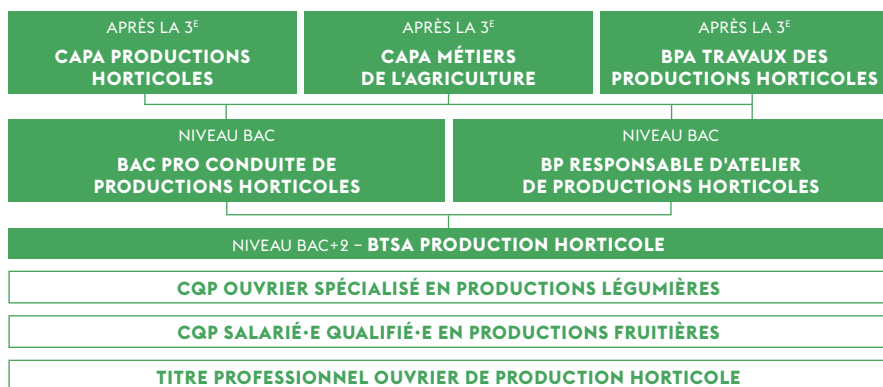 APRÈS LA 3E
CAPA PRODUCTIONS
HORTICOLES
APRÈS LA 3E
CAPA MÉTIERS
DE L'AGRICULTURE
APRÈS LA 3E
BPA TRAVAUX DES
PRODUCTIONS HORTICOLES
NIVEAU BAC
BAC PRO CONDUITE DE
PRODUCTIONS HORTICOLES
NIVEAU BAC
BP RESPONSABLE D'ATELIER
DE PRODUCTIONS HORTICOLES
NIVEAU BAC+2 – BTSA PRODUCTION HORTICOLE
CQP OUVRIER SPÉCIALISÉ EN PRODUCTIONS LÉGUMIÈRES
CQP SALARIÉ·E QUALIFIÉ·E EN PRODUCTIONS FRUITIÈRES
TITRE PROFESSIONNEL OUVRIER DE PRODUCTION HORTICOLE